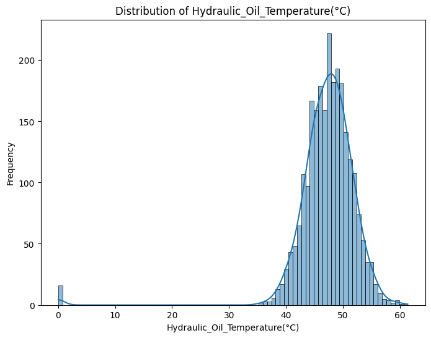 Distribution of Hydraulic_Oil_Temperature(°C)
200
150
100
50
0
Frequency
0 10 20 30 40 50 60
Hydraulic_Oil_Temperature(°C)